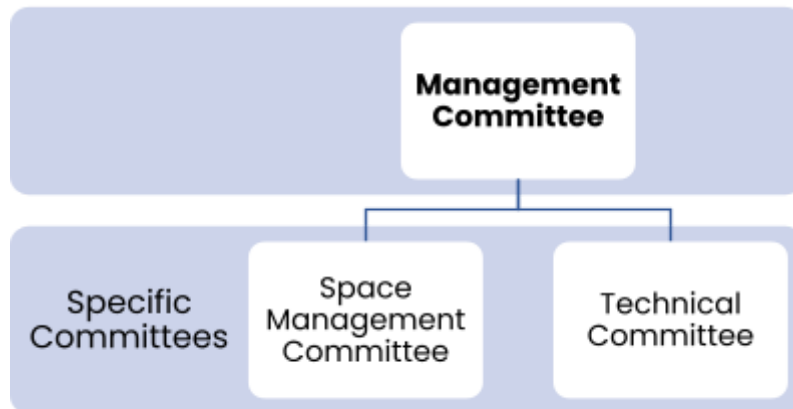 Management
Committee
Specific
Committees
Space
Management
Committee
Technical
Committee